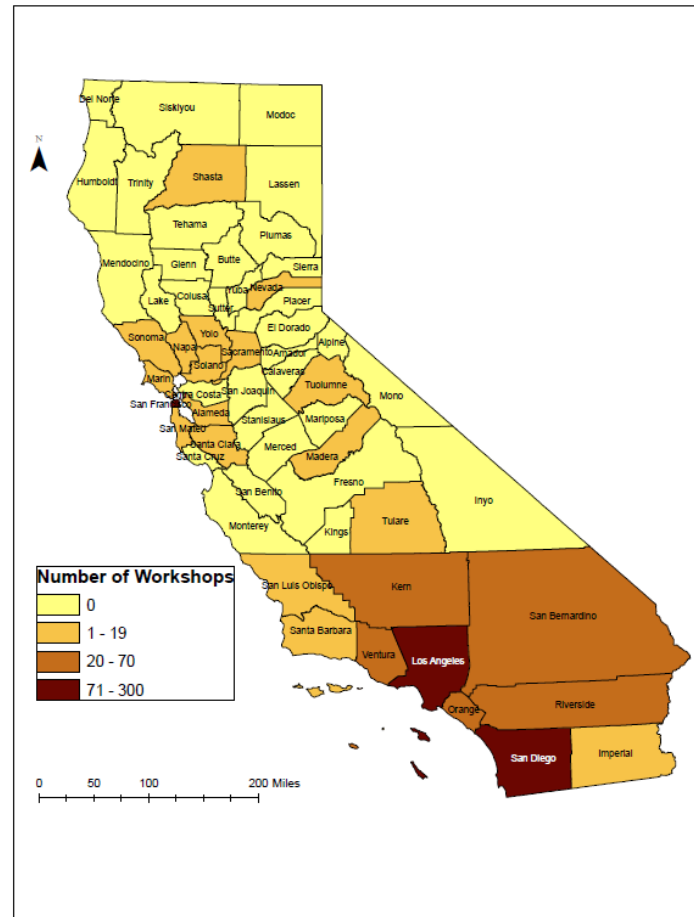 Del Norte
Siskiyou
Modoc
N
Humboldt
Trinity
Shasta
Lassen
Tehama
Plumas
Mendocino
Glenn
Butte
Sierra
Lake
Colusa
Sutter
Yuba
Nevada
Placer
Sonoma
Napa
Yolo
Sacramento
El Dorado
Alpine
Amador
Solano
Calaveras
Marin
Contra Costa
San Joaquin
Tuolumne
Mono
San Francisco
Alameda
Stanislaus
Mariposa
San Mateo
Santa Clara
Merced
Madera
Santa Cruz
San Benito
Fresno
Inyo
Monterey
Kings
Tulare
Number of Workshops
0
1 - 19
20 - 70
71 - 300
San Luis Obispo
Kern
San Bernardino
Santa Barbara
Ventura
Los Angeles
Orange
Riverside
San Diego
Imperial
0 50 100 200 Miles